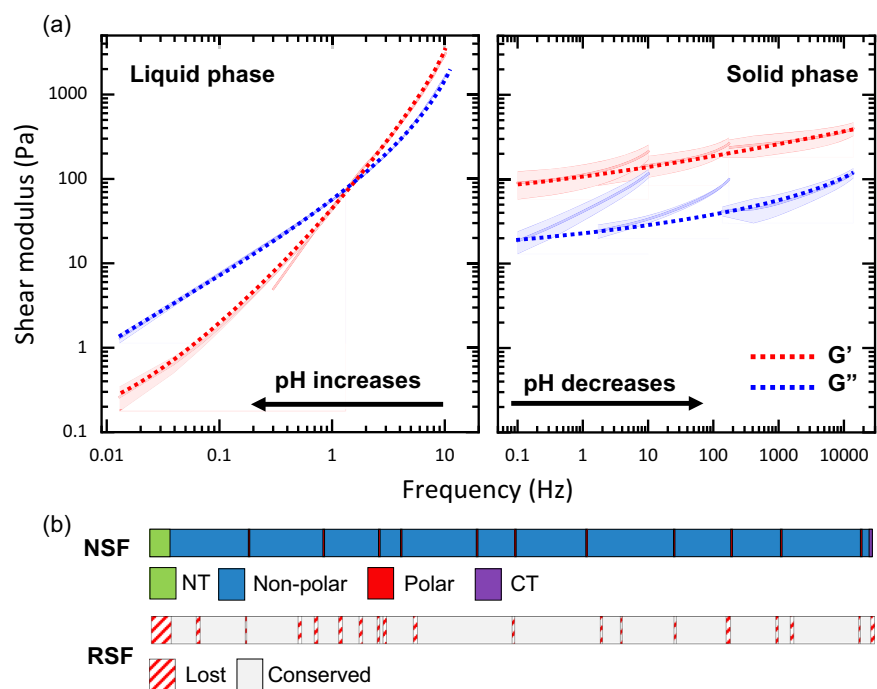 (a)
Liquid phase
Solid phase
Shear modulus (Pa)
1000
100
10
1
0.1
pH increases
pH decreases
G'
G"
0.01 0.1 1 10
0.1 1 10 100 1000 10000
Frequency (Hz)
(b)
NSF
NT Non-polar Polar CT
RSF
Lost Conserved